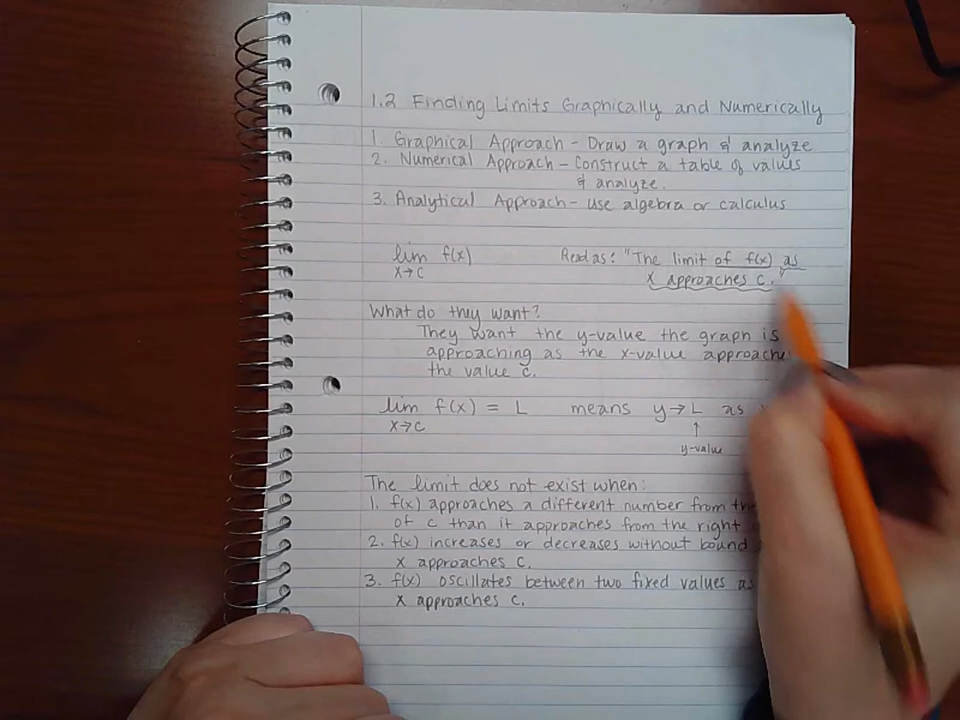 1.2 Finding Limits Graphically and Numerically
1. Graphical Approach - Draw a graph & analyze
2. Numerical Approach - Construct a table of values
& analyze.
3. Analytical Approach - Use algebra or calculus
lim f(x) Read as: "The limit of f(x) as
x→c x approaches c."
What do they want?
They want the y-value the graph is
approaching as the x-value approache
the value c.
lim f(x) = L means y→L as
x→c ↑
y-value
The limit does not exist when:
1. f(x) approaches a different number from the
of c than it approaches from the right
2. f(x) increases or decreases without bound
x approaches c.
3. f(x) oscillates between two fixed values as
x approaches c.